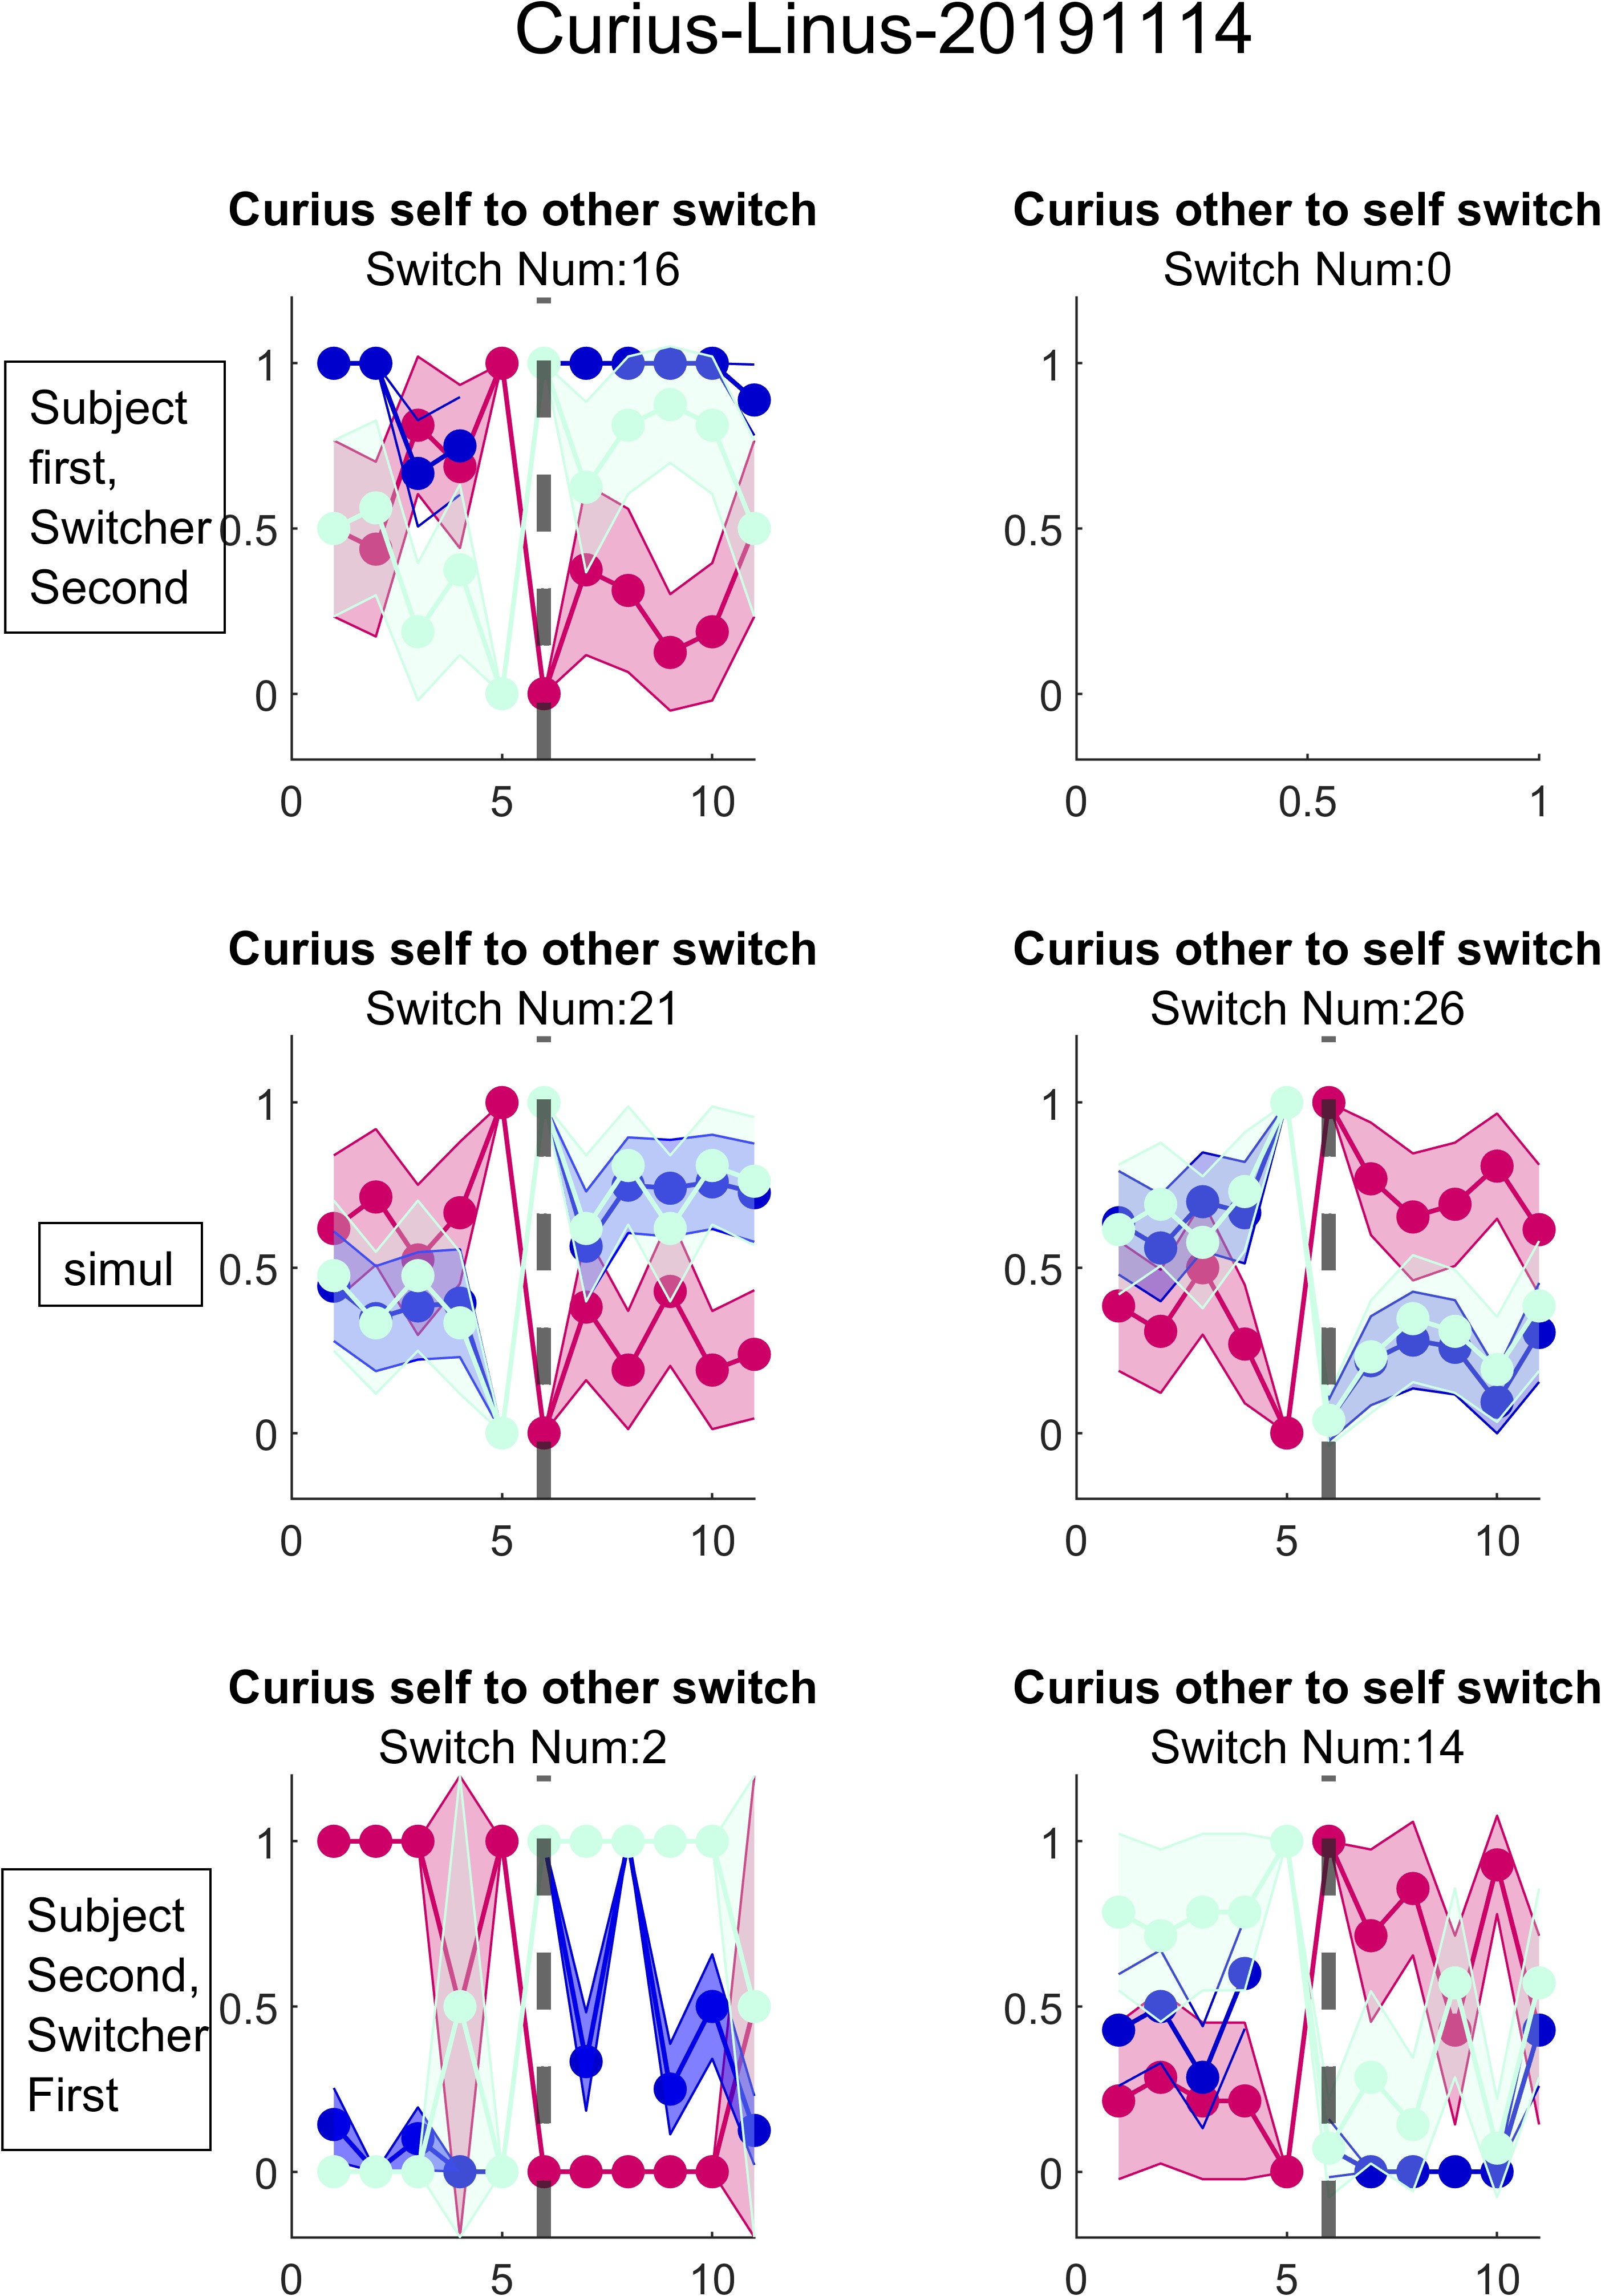 Curius-Linus-20191114
Curius self to other switch
Switch Num:16
Curius other to self switch
Switch Num:0
Subject
first,
Switcher
Second
1
0.5
0
0 5 10
1
0.5
0
0 0.5 1
Curius self to other switch
Switch Num:21
Curius other to self switch
Switch Num:26
simul
1
0.5
0
0 5 10
1
0.5
0
0 5 10
Curius self to other switch
Switch Num:2
Curius other to self switch
Switch Num:14
Subject
Second,
Switcher
First
1
0.5
0
0 5 10
1
0.5
0
0 5 10